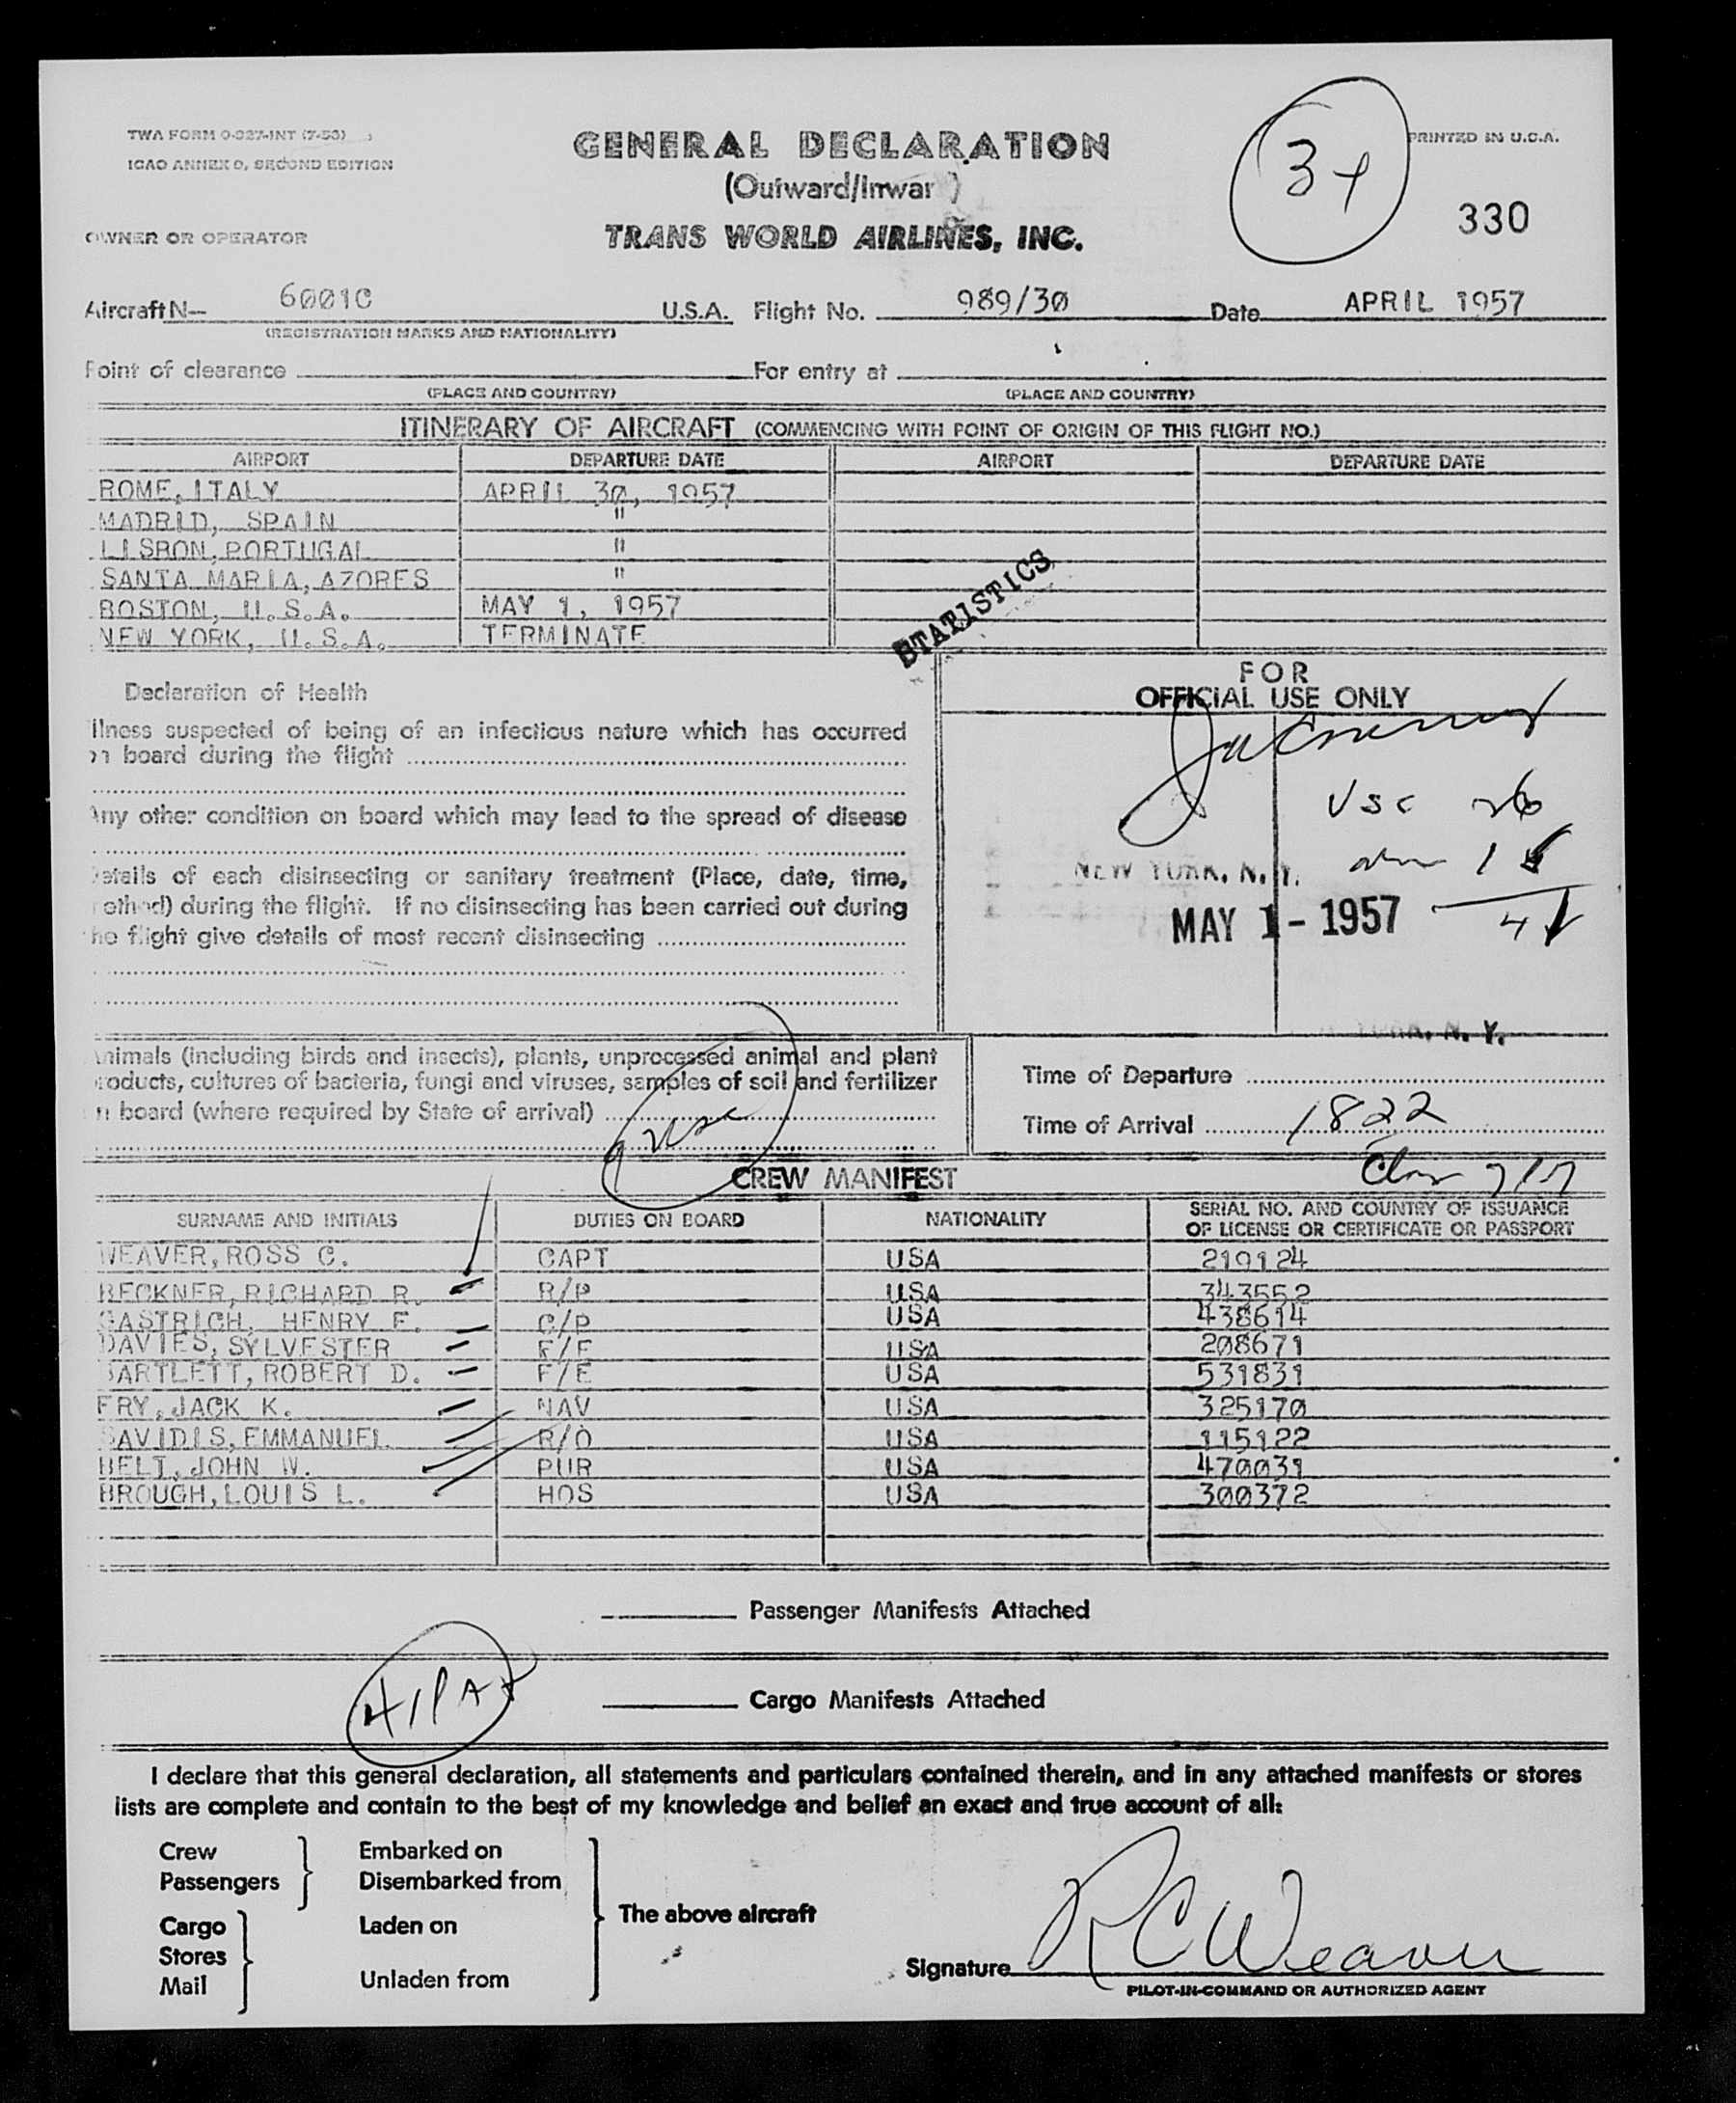 TWA FORM 0-027-INT (7-53)
ICAO ANNEX 9, SECOND EDITION
GENERAL DECLARATION
(Outward/Inwar )
TRANS WORLD AIRLINES, INC.
PRINTED IN U.S.A.
34
330
OWNER OR OPERATOR
Aircraft N— 6001C U.S.A. Flight No. 989/30 Date APRIL 1957
(REGISTRATION MARKS AND NATIONALITY)
Point of clearance For entry at
(PLACE AND COUNTRY) (PLACE AND COUNTRY)
ITINERARY OF AIRCRAFT (COMMENCING WITH POINT OF ORIGIN OF THIS FLIGHT NO.)
AIRPORT DEPARTURE DATE AIRPORT DEPARTURE DATE
ROME, ITALY APRIL 30, 1957
MADRID, SPAIN "
LISBON, PORTUGAL "
SANTA MARIA, AZORES "
BOSTON, U.S.A. MAY 1, 1957
NEW YORK, U.S.A. TERMINATE
STATISTICS
Declaration of Health
llness suspected of being of an infectious nature which has occurred
on board during the flight
Any other condition on board which may lead to the spread of disease
Details of each disinsecting or sanitary treatment (Place, date, time,
ethod) during the flight. If no disinsecting has been carried out during
he flight give details of most recent disinsecting
FOR
OFFICIAL USE ONLY
USC 26
NEW YORK, N.Y.
MAY 1 - 1957
N. Y.
Animals (including birds and insects), plants, unprocessed animal and plant
roducts, cultures of bacteria, fungi and viruses, samples of soil and fertilizer
n board (where required by State of arrival)
Time of Departure
Time of Arrival 1822
CREW MANIFEST
SURNAME AND INITIALS DUTIES ON BOARD NATIONALITY SERIAL NO. AND COUNTRY OF ISSUANCE
OF LICENSE OR CERTIFICATE OR PASSPORT
WEAVER, ROSS C. CAPT USA 219124
BECKNER, RICHARD R. R/P USA 343552
GASTRICH, HENRY F. C/P USA 438614
DAVIES, SYLVESTER F/E USA 208671
BARTLETT, ROBERT D. F/E USA 531831
FRY, JACK K. NAV USA 325170
SAVIDIS, EMMANUEL R/O USA 115122
BELT, JOHN W. PUR USA 470031
BROUGH, LOUIS L. HOS USA 300372
Passenger Manifests Attached
41 PAX
Cargo Manifests Attached
I declare that this general declaration, all statements and particulars contained therein, and in any attached manifests or stores
lists are complete and contain to the best of my knowledge and belief an exact and true account of all:
Crew Embarked on
Passengers Disembarked from
The above aircraft
Cargo Laden on
Stores
Mail Unladen from
Signature RC Weaver
PILOT-IN-COMMAND OR AUTHORIZED AGENT